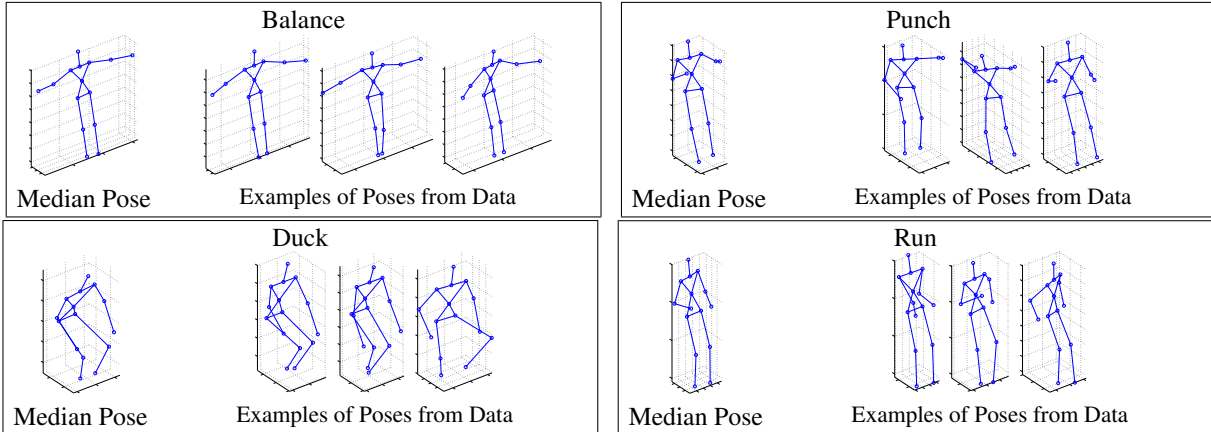 Balance
Median Pose
Examples of Poses from Data
Punch
Median Pose
Examples of Poses from Data
Duck
Median Pose
Examples of Poses from Data
Run
Median Pose
Examples of Poses from Data